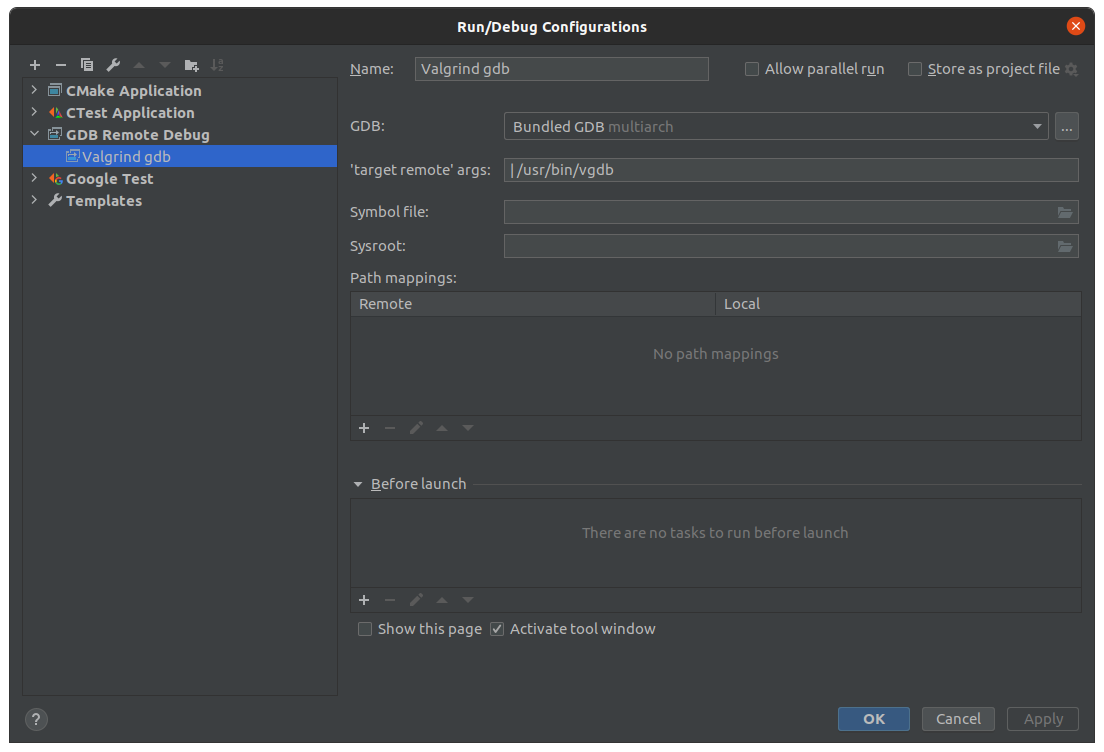 Run/Debug Configurations
CMake Application
CTest Application
GDB Remote Debug
Valgrind gdb
Google Test
Templates
Name: Valgrind gdb Allow parallel run Store as project file
GDB: Bundled GDB multiarch ...
'target remote' args: |/usr/bin/vgdb
Symbol file:
Sysroot:
Path mappings:
Remote Local
No path mappings
Before launch
There are no tasks to run before launch
Show this page Activate tool window
? OK Cancel Apply